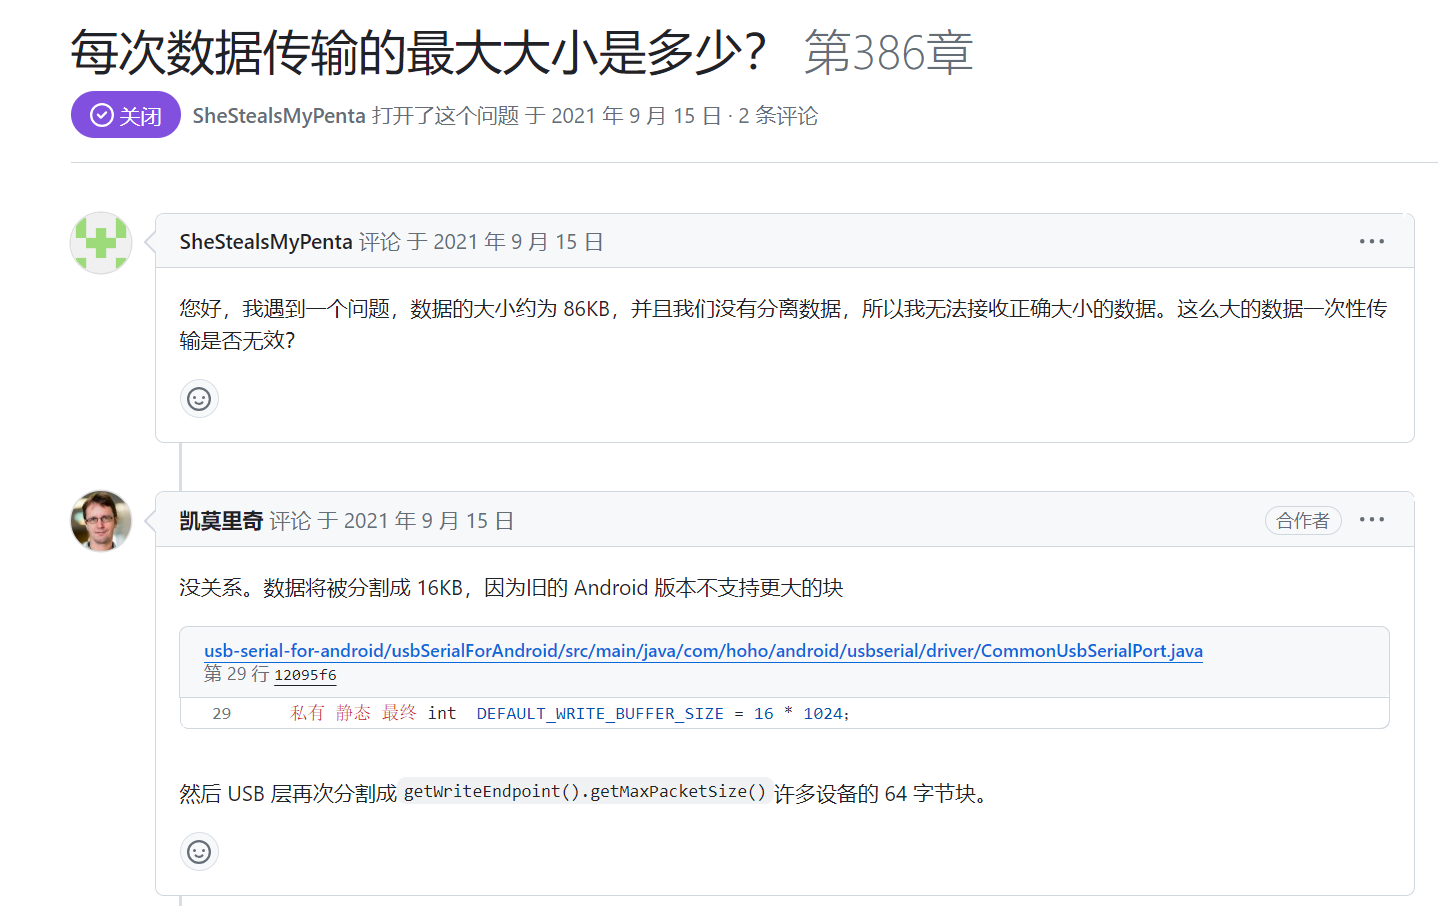 每次数据传输的最大大小是多少？ 第386章
关闭 SheStealsMyPenta 打开了这个问题 于 2021 年 9 月 15 日 · 2 条评论
SheStealsMyPenta 评论 于 2021 年 9 月 15 日
您好，我遇到一个问题，数据的大小约为 86KB，并且我们没有分离数据，所以我无法接收正确大小的数据。这么大的数据一次性传
输是否无效？
凯莫里奇 评论 于 2021 年 9 月 15 日 合作者
没关系。数据将被分割成 16KB，因为旧的 Android 版本不支持更大的块
usb-serial-for-android/usbSerialForAndroid/src/main/java/com/hoho/android/usbserial/driver/CommonUsbSerialPort.java
第 29 行 12095f6
29 私有 静态 最终 int DEFAULT_WRITE_BUFFER_SIZE = 16 * 1024;
然后 USB 层再次分割成 getWriteEndpoint().getMaxPacketSize() 许多设备的 64 字节块。